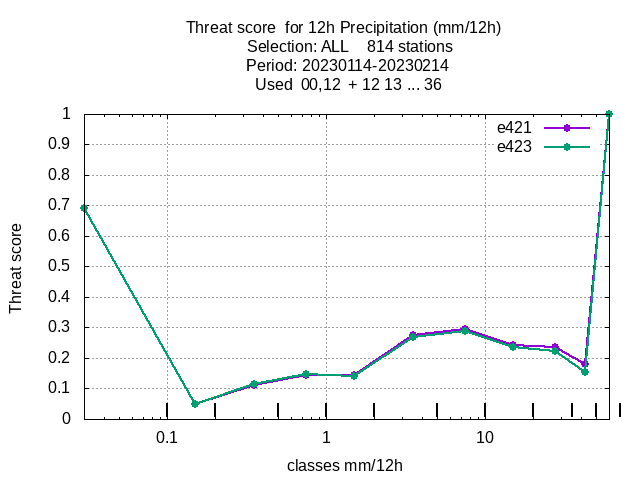 Threat score  for 12h Precipitation (mm/12h)
Selection: ALL    814 stations
Period: 20230114-20230214
Used  00,12  + 12 13 ... 36
e421
e423
1
0.9
0.8
0.7
0.6
0.5
0.4
0.3
0.2
0.1
0
Threat score
0.1
1
10
classes mm/12h